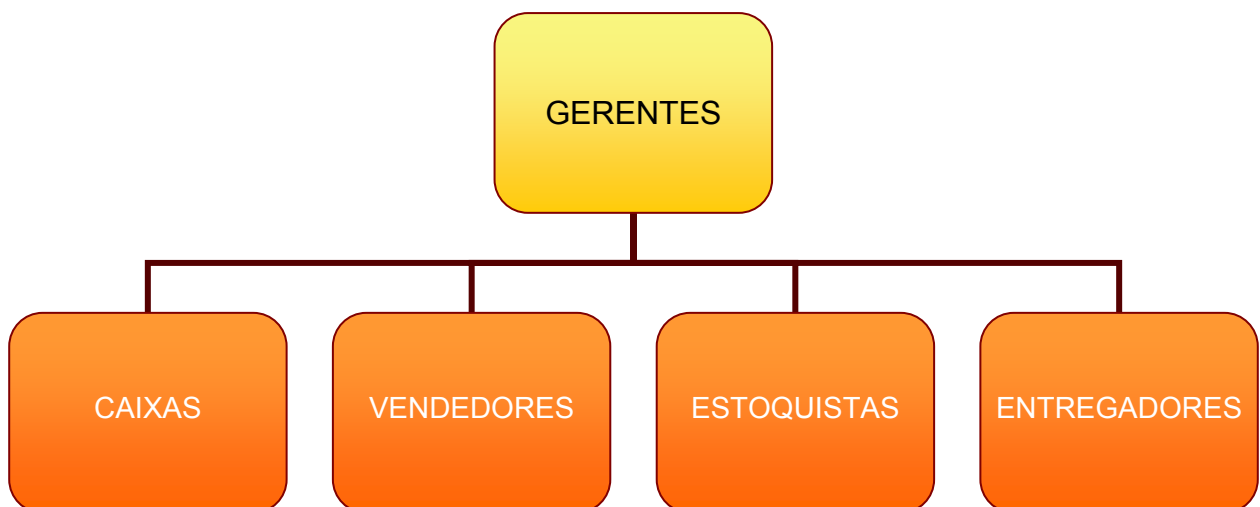 GERENTES
CAIXAS
VENDEDORES
ESTOQUISTAS
ENTREGADORES